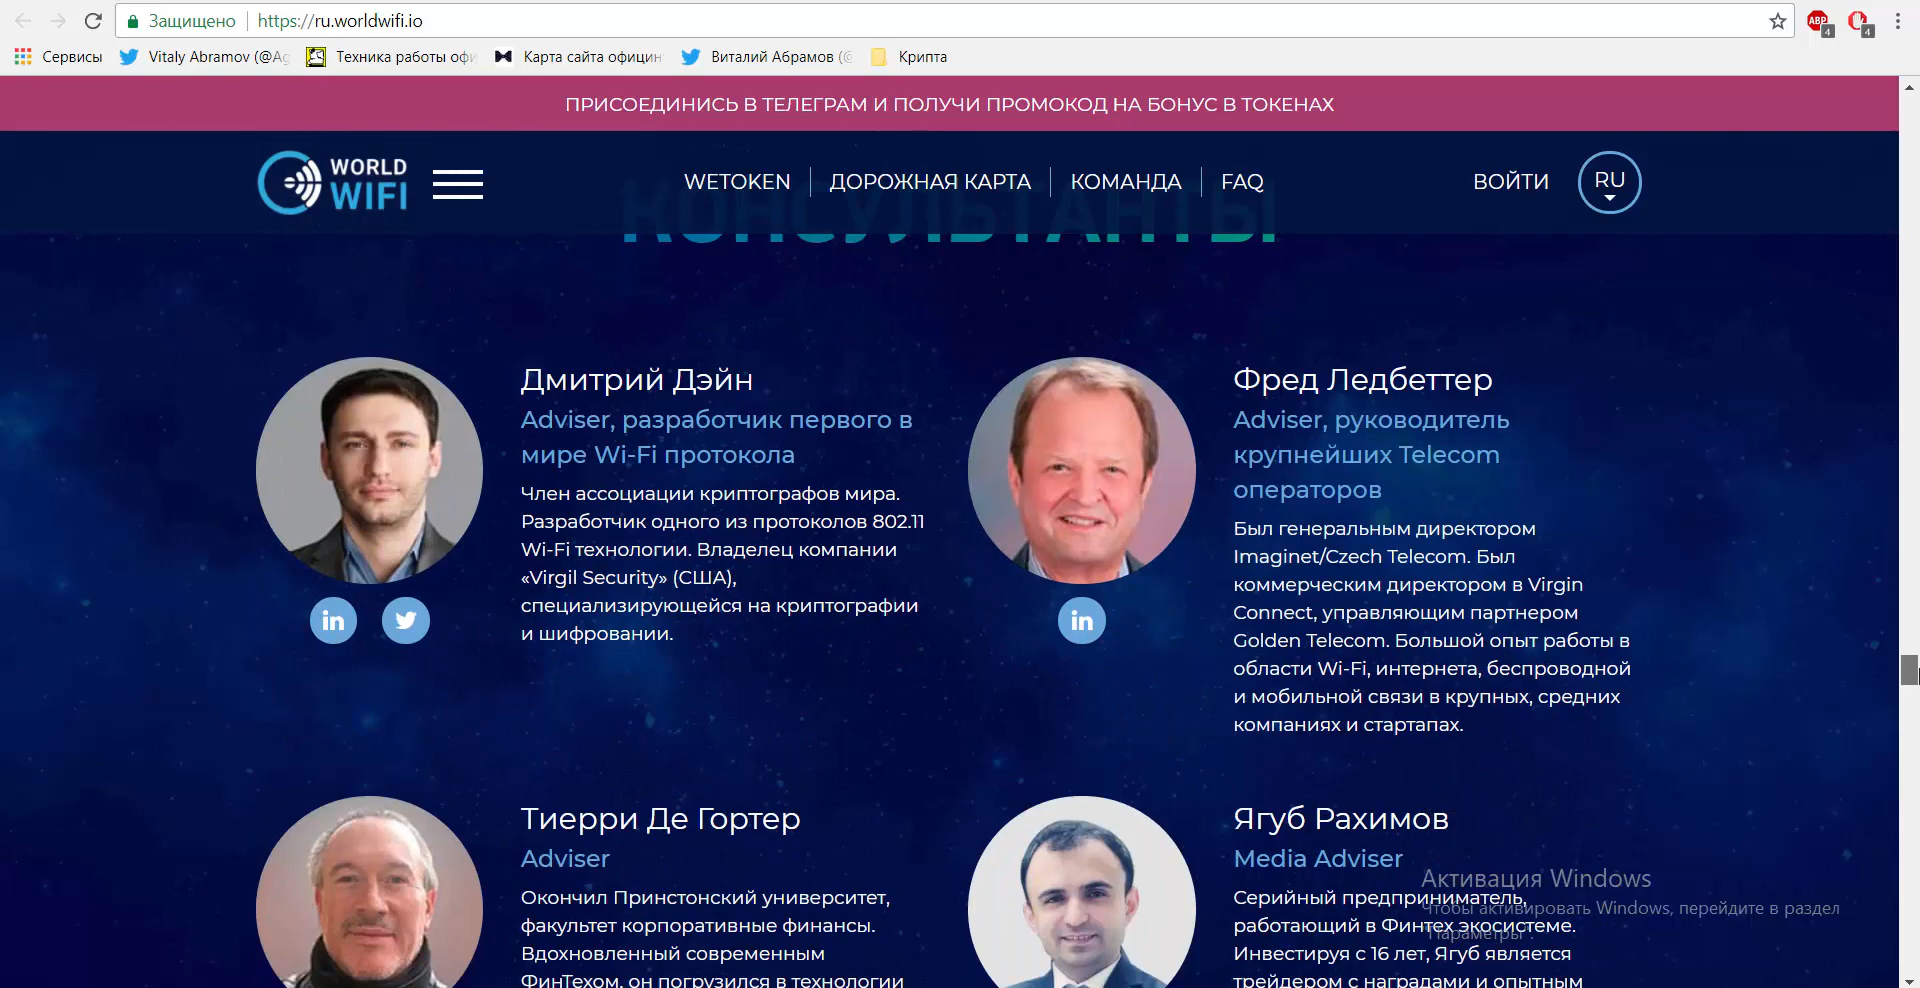 Защищено
https://ru.worldwifi.io
ABP
4
4
Сервисы
Vitaly Abramov (@Ag
Техника работы офи
Карта сайта официн
Виталий Абрамов (@
Крипта
ПРИСОЕДИНИСЬ В ТЕЛЕГРАМ И ПОЛУЧИ ПРОМОКОД НА БОНУС В ТОКЕНАХ
WORLD
WIFI
WETOKEN
ДОРОЖНАЯ КАРТА
КОМАНДА
FAQ
ВОЙТИ
RU
КОНСУЛЬТАНТЫ
Дмитрий Дэйн
Adviser, разработчик первого в
мире Wi-Fi протокола
Член ассоциации криптографов мира.
Разработчик одного из протоколов 802.11
Wi-Fi технологии. Владелец компании
«Virgil Security» (США),
специализирующейся на криптографии
и шифровании.
in
Фред Ледбеттер
Adviser, руководитель
крупнейших Telecom
операторов
Был генеральным директором
Imaginet/Czech Telecom. Был
коммерческим директором в Virgin
Connect, управляющим партнером
Golden Telecom. Большой опыт работы в
области Wi-Fi, интернета, беспроводной
и мобильной связи в крупных, средних
компаниях и стартапах.
in
Тиерри Де Гортер
Adviser
Окончил Принстонский университет,
факультет корпоративные финансы.
Вдохновленный современным
ФинТехом, он погрузился в технологии
Ягуб Рахимов
Media Adviser
Серийный предприниматель,
работающий в Финтех экосистеме.
Инвестируя с 16 лет, Ягуб является
трейдером с наградами и опытным
Активация Windows
Чтобы активировать Windows, перейдите в раздел
"Параметры".